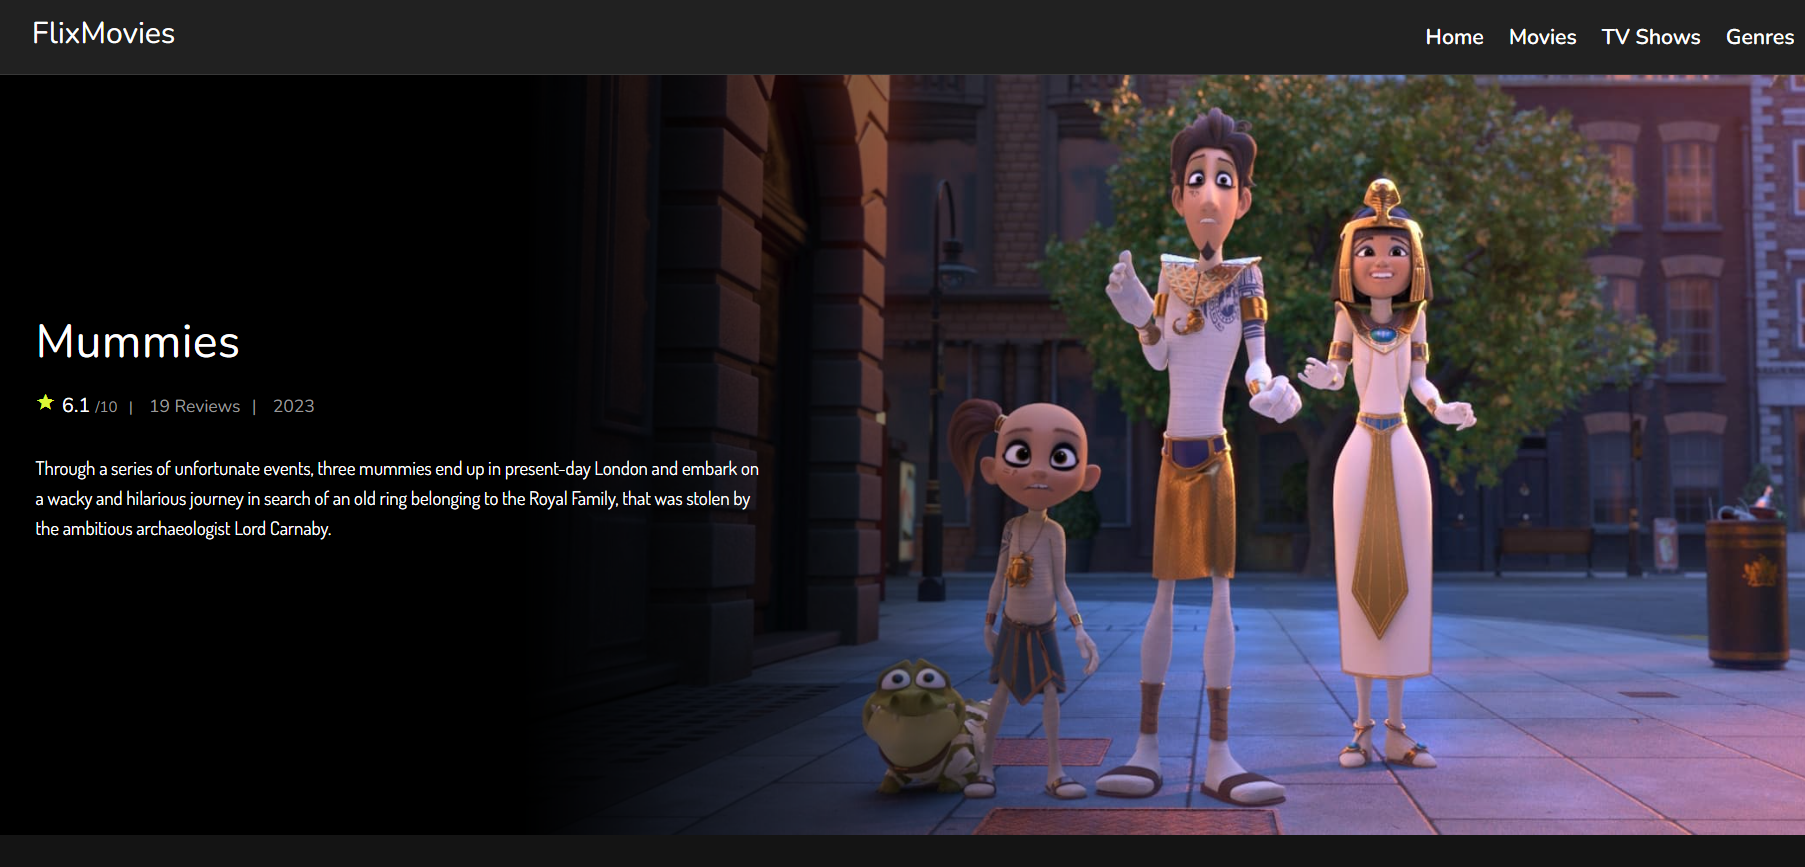 FlixMovies
Home Movies TV Shows Genres
Mummies
6.1 /10 | 19 Reviews | 2023
Through a series of unfortunate events, three mummies end up in present-day London and embark on
a wacky and hilarious journey in search of an old ring belonging to the Royal Family, that was stolen by
the ambitious archaeologist Lord Carnaby.